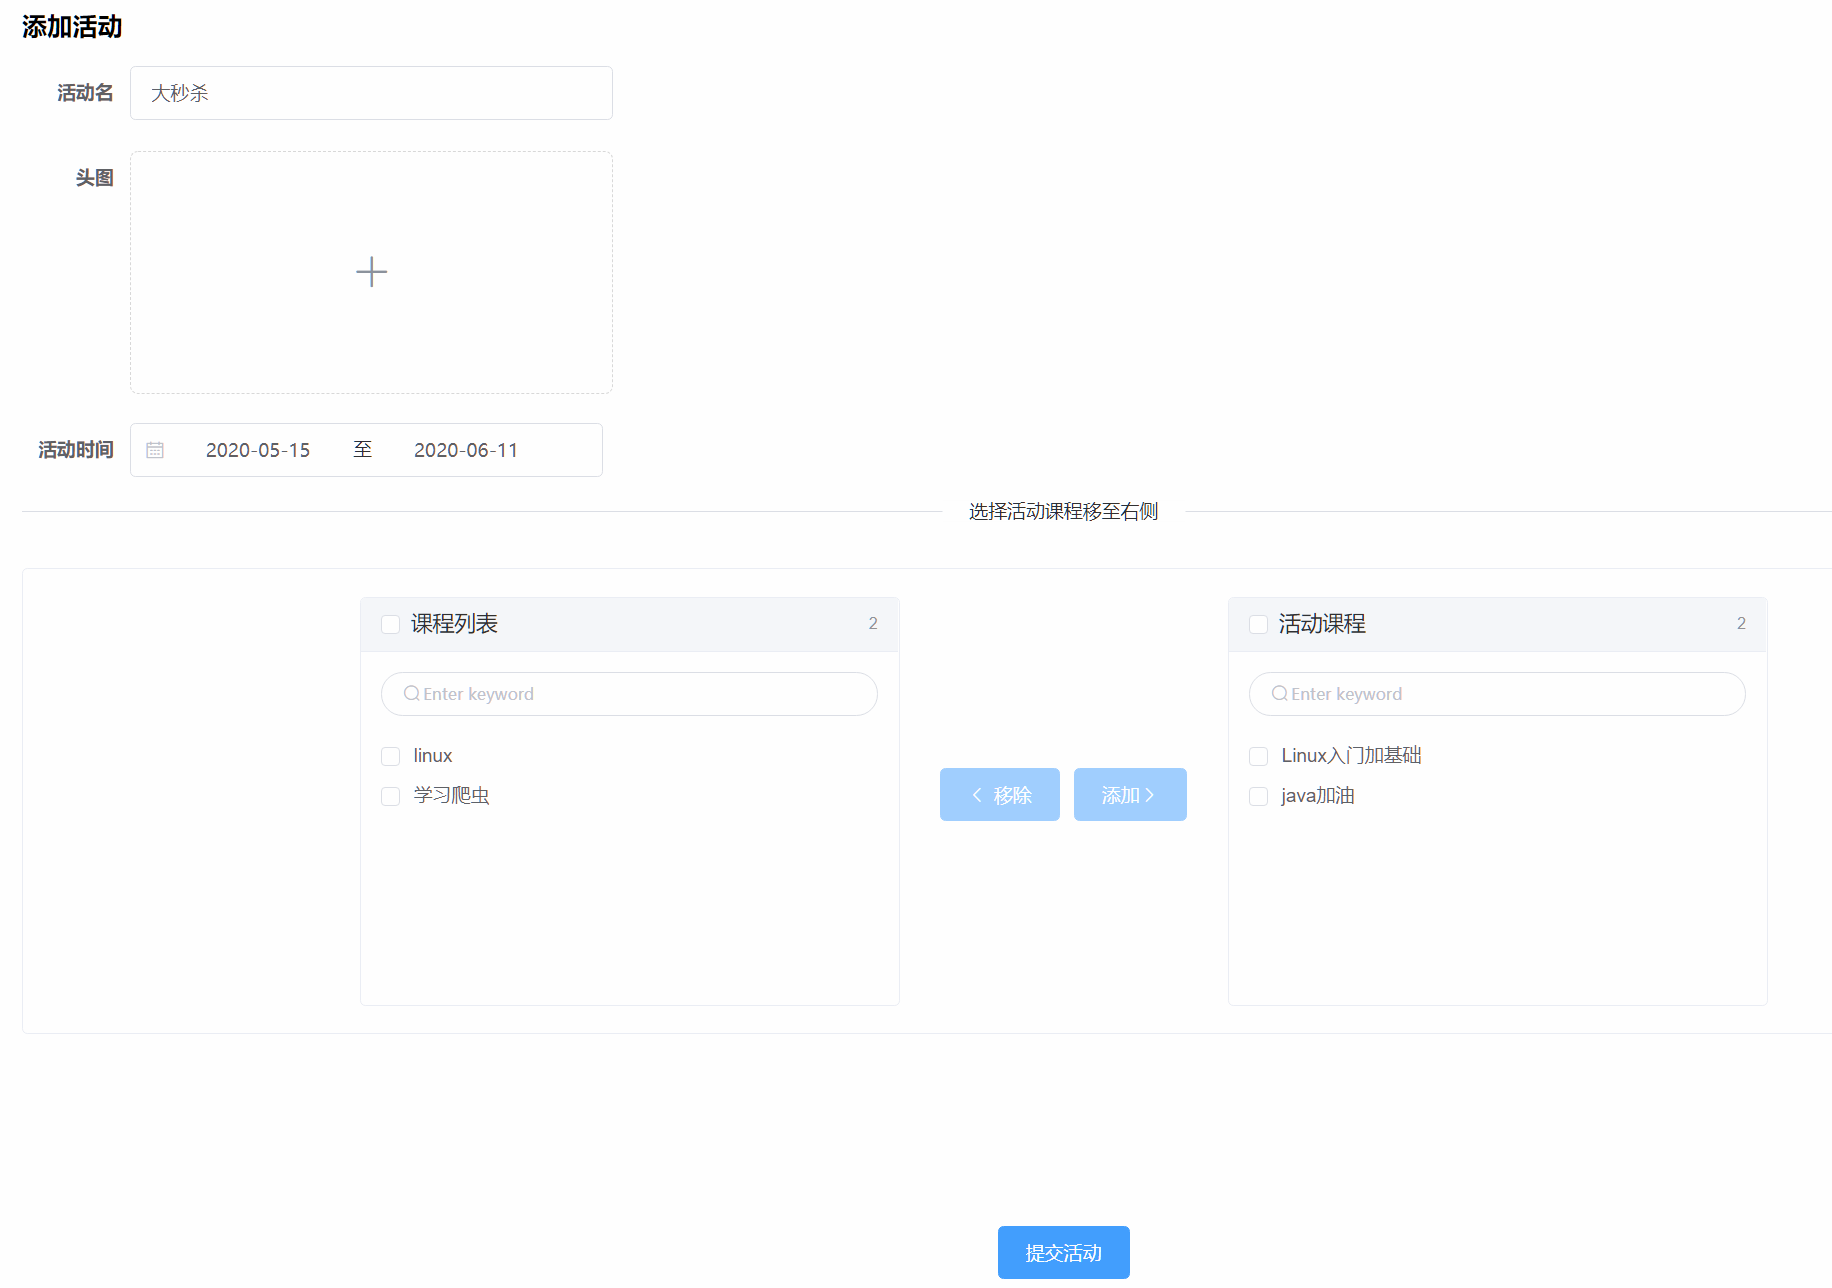 添加活动
活动名
大秒杀
头图
活动时间
2020-05-15 至 2020-06-11
选择活动课程移至右侧
课程列表 2
Enter keyword
linux
学习爬虫
移除
添加
活动课程 2
Enter keyword
Linux入门加基础
java加油
提交活动